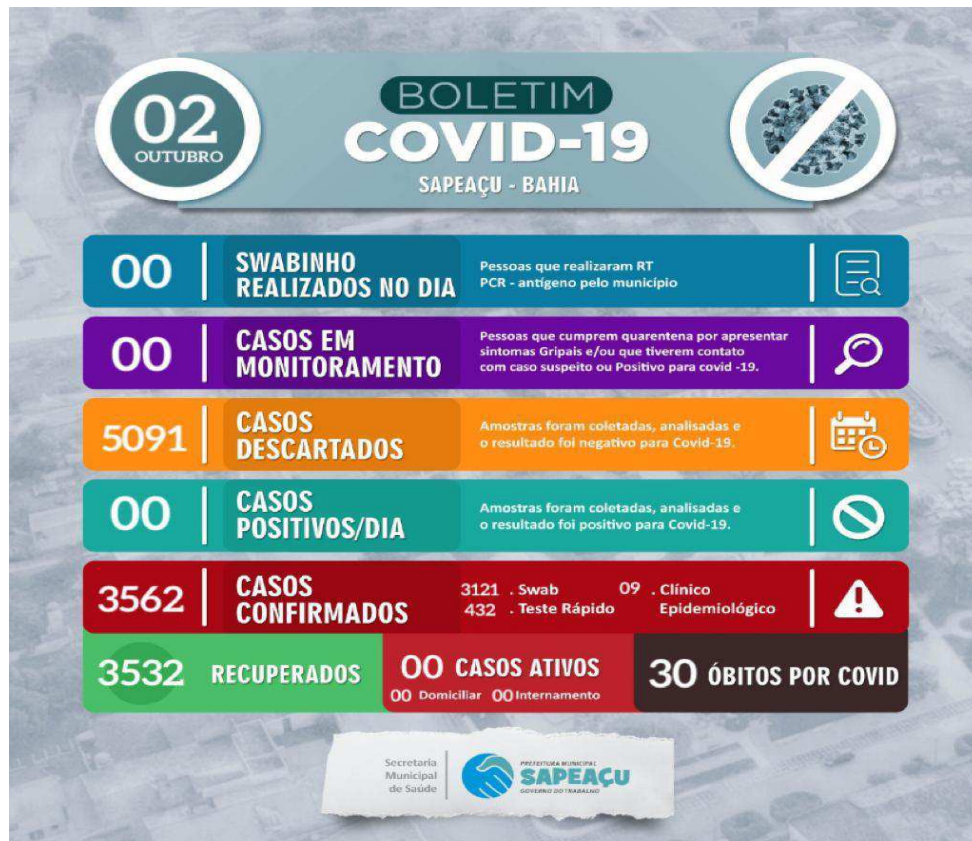 02
OUTUBRO
BOLETIM
COVID-19
SAPEAÇU - BAHIA
00
SWABINHO
REALIZADOS NO DIA
Pessoas que realizaram RT
PCR - antígeno pelo município
00
CASOS EM
MONITORAMENTO
Pessoas que cumprem quarentena por apresentar
sintomas Gripais e/ou que tiverem contato
com caso suspeito ou Positivo para covid -19.
5091
CASOS
DESCARTADOS
Amostras foram coletadas, analisadas e
o resultado foi negativo para Covid-19.
00
CASOS
POSITIVOS/DIA
Amostras foram coletadas, analisadas e
o resultado foi positivo para Covid-19.
3562
CASOS
CONFIRMADOS
3121 . Swab
432 . Teste Rápido
09 . Clínico
Epidemiológico
3532 RECUPERADOS
00 CASOS ATIVOS
00 Domiciliar 00 Internamento
30 ÓBITOS POR COVID
Secretaria
Municipal
de Saúde
PREFEITURA MUNICIPAL
SAPEAÇU
GOVERNO DO TRABALHO